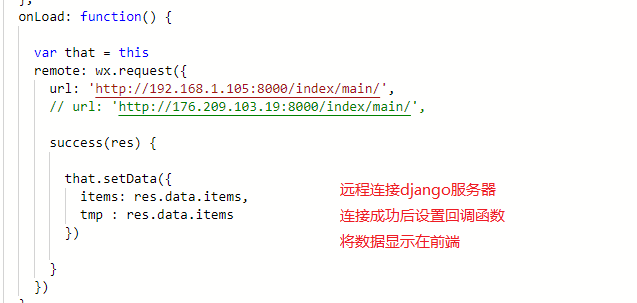 },
onLoad: function() {
var that = this
remote: wx.request({
url: 'http://192.168.1.105:8000/index/main/',
// url: 'http://176.209.103.19:8000/index/main/',
success(res) {
that.setData({
items: res.data.items,
tmp : res.data.items
})
}
})
远程连接django服务器
连接成功后设置回调函数
将数据显示在前端